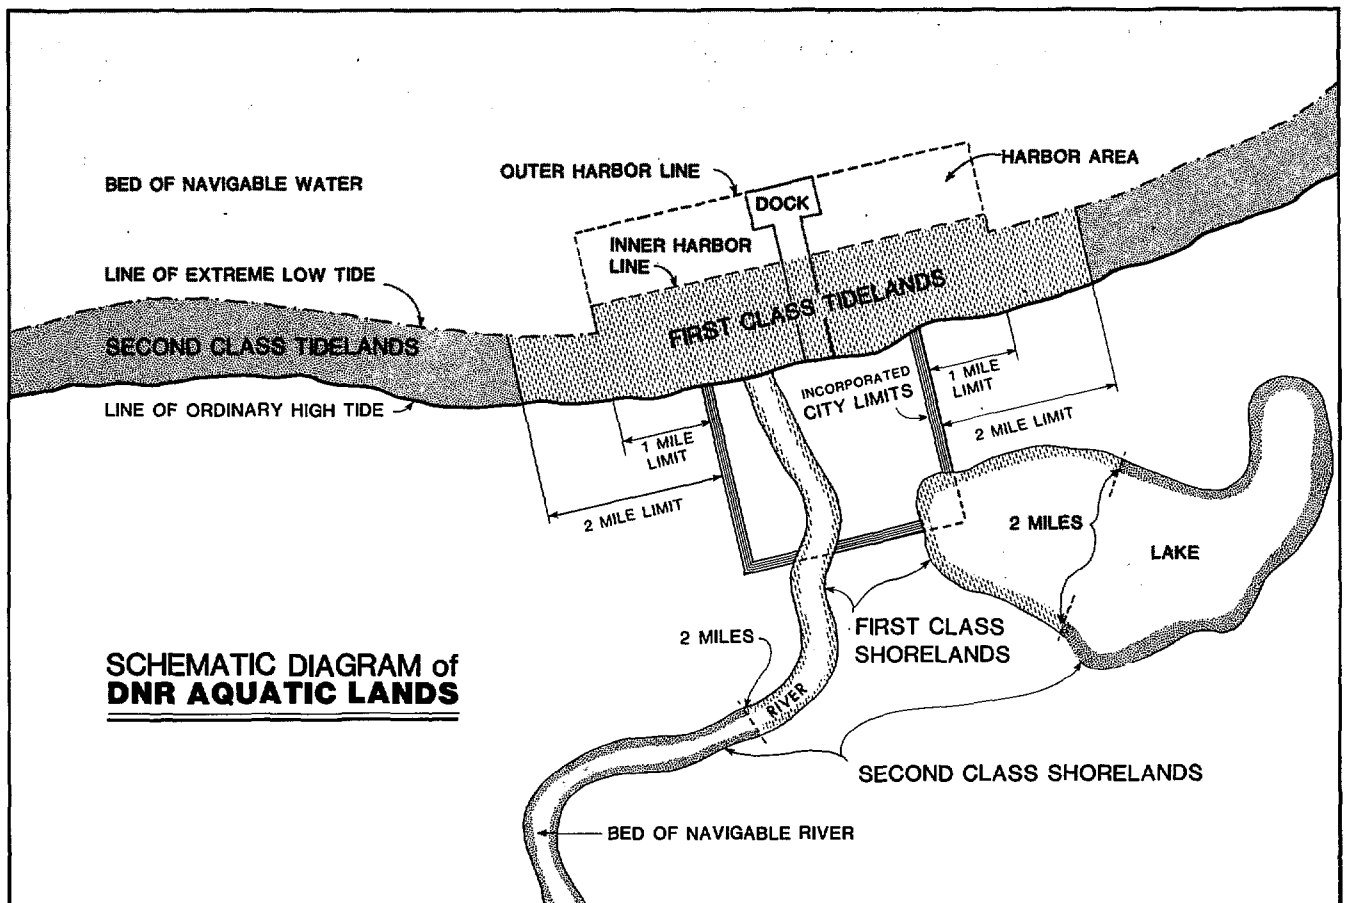 BED OF NAVIGABLE WATER
OUTER HARBOR LINE
HARBOR AREA
DOCK
INNER HARBOR
LINE
LINE OF EXTREME LOW TIDE
FIRST CLASS TIDELANDS
SECOND CLASS TIDELANDS
LINE OF ORDINARY HIGH TIDE
INCORPORATED
CITY LIMITS
1 MILE
LIMIT
2 MILE LIMIT
1 MILE
LIMIT
2 MILE LIMIT
2 MILES
LAKE
FIRST CLASS
SHORELANDS
2 MILES
SCHEMATIC DIAGRAM of
DNR AQUATIC LANDS
RIVER
SECOND CLASS SHORELANDS
BED OF NAVIGABLE RIVER